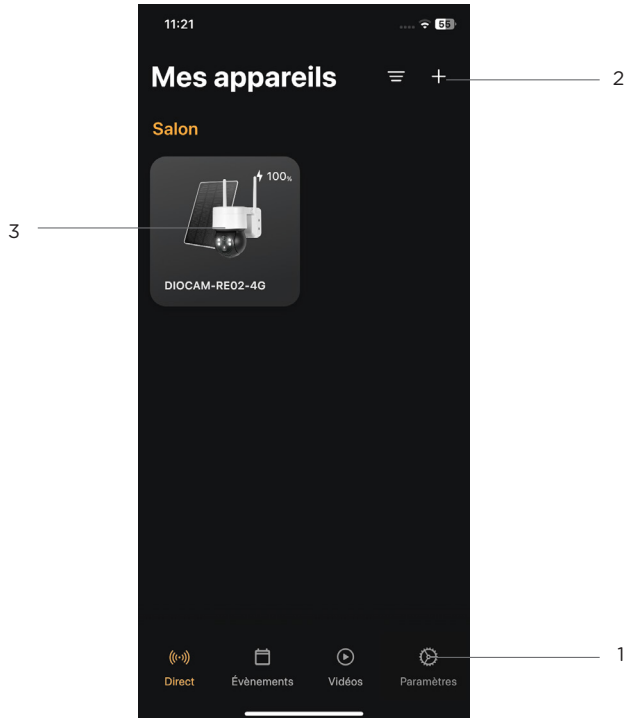 11:21 55
Mes appareils
2
Salon
100%
3
DIOCAM-RE02-4G
1
Direct Évènements Vidéos Paramètres